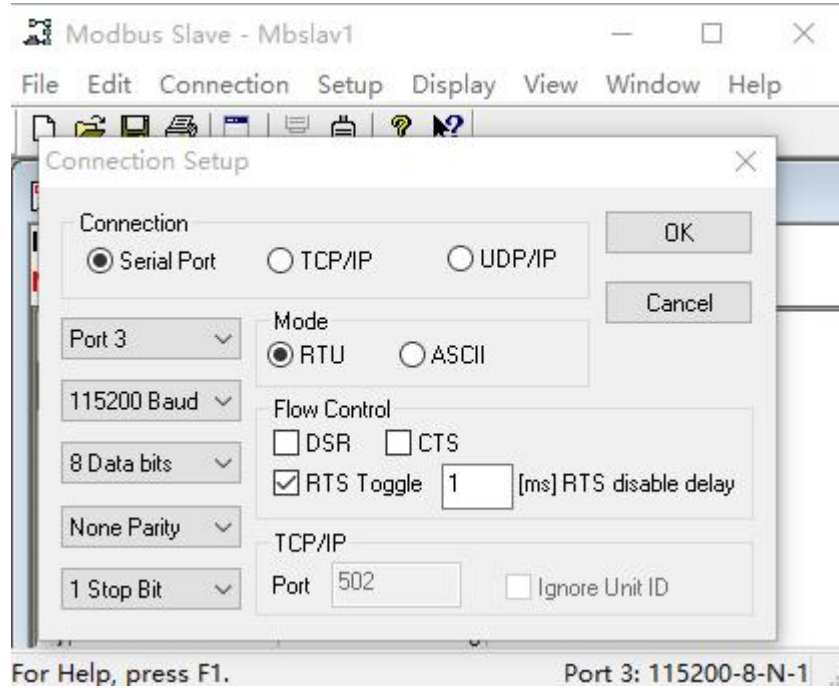 Modbus Slave - Mbslav1
File Edit Connection Setup Display View Window Help
Connection Setup
Connection
Serial Port TCP/IP UDP/IP
OK
Cancel
Port 3
115200 Baud
8 Data bits
None Parity
1 Stop Bit
Mode
RTU ASCII
Flow Control
DSR CTS
RTS Toggle 1 [ms] RTS disable delay
TCP/IP
Port 502 Ignore Unit ID
For Help, press F1. Port 3: 115200-8-N-1